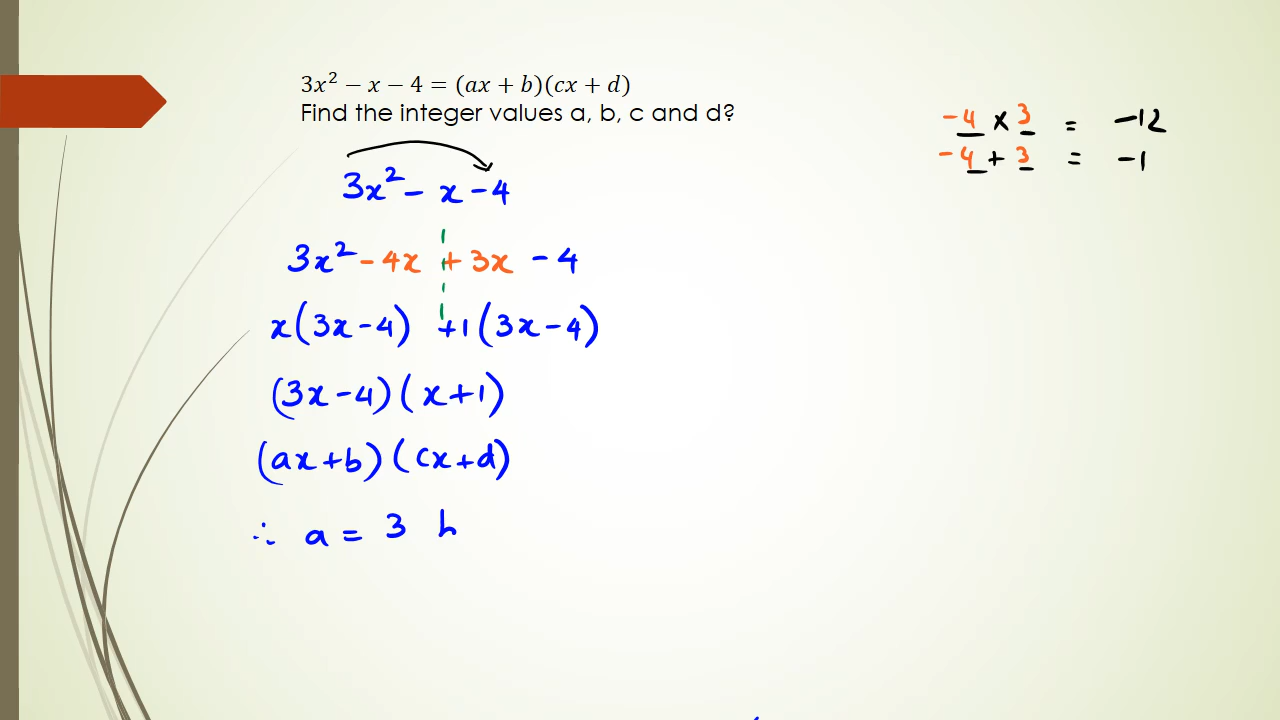 3x² − x − 4 = (ax + b)(cx + d)
Find the integer values a, b, c and d?
-4 × 3 = -12
-4 + 3 = -1
3x² - x - 4
3x² - 4x + 3x - 4
x(3x-4) +1(3x-4)
(3x-4)(x+1)
(ax+b)(cx+d)
∴ a = 3